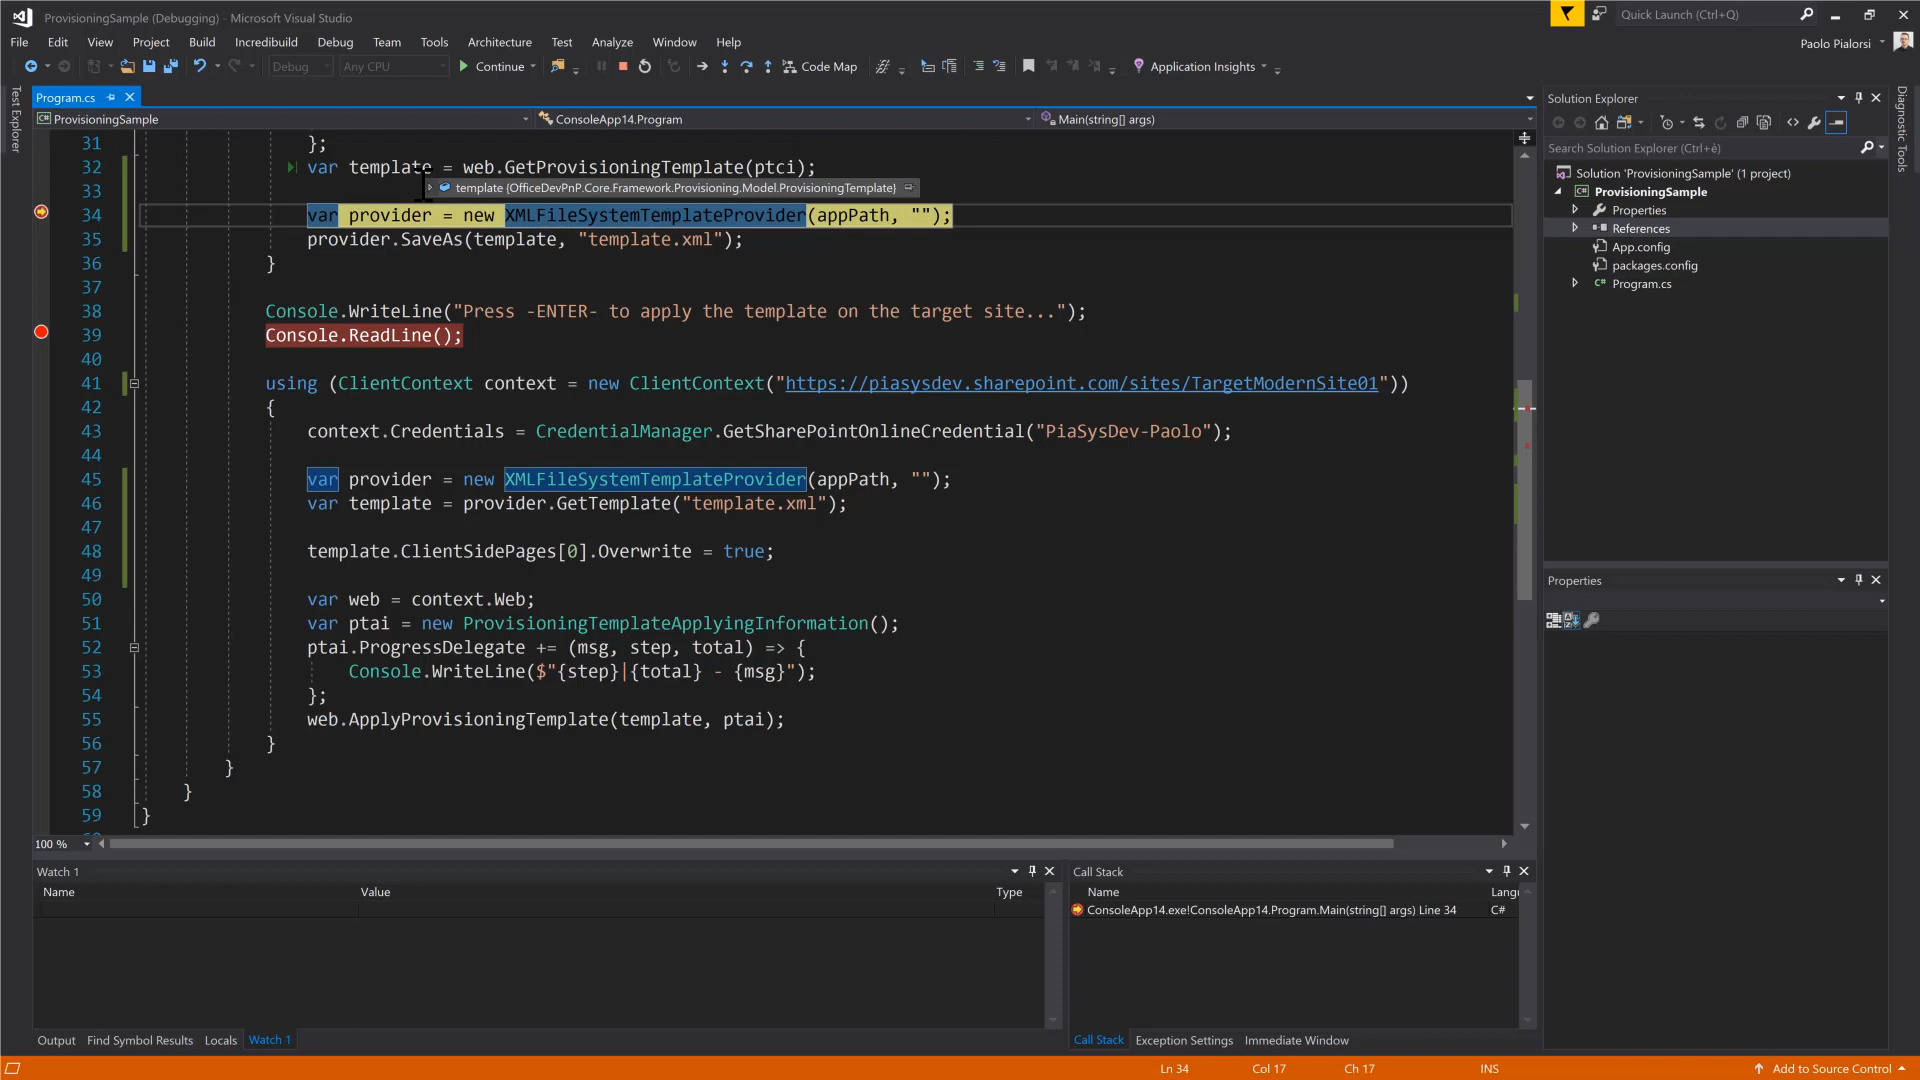 ProvisioningSample (Debugging) - Microsoft Visual Studio
Quick Launch (Ctrl+Q)
File Edit View Project Build Incredibuild Debug Team Tools Architecture Test Analyze Window Help
Paolo Pialorsi
Debug Any CPU Continue Code Map Application Insights
Test Explorer
Program.cs
ProvisioningSample
ConsoleApp14.Program
Main(string[] args)
31 };
32 var template = web.GetProvisioningTemplate(ptci);
33
template {OfficeDevPnP.Core.Framework.Provisioning.Model.ProvisioningTemplate}
34 var provider = new XMLFileSystemTemplateProvider(appPath, "");
35 provider.SaveAs(template, "template.xml");
36 }
37
38 Console.WriteLine("Press -ENTER- to apply the template on the target site...");
39 Console.ReadLine();
40
41 using (ClientContext context = new ClientContext("https://piasysdev.sharepoint.com/sites/TargetModernSite01"))
42 {
43 context.Credentials = CredentialManager.GetSharePointOnlineCredential("PiaSysDev-Paolo");
44
45 var provider = new XMLFileSystemTemplateProvider(appPath, "");
46 var template = provider.GetTemplate("template.xml");
47
48 template.ClientSidePages[0].Overwrite = true;
49
50 var web = context.Web;
51 var ptai = new ProvisioningTemplateApplyingInformation();
52 ptai.ProgressDelegate += (msg, step, total) => {
53 Console.WriteLine($"{step}|{total} - {msg}");
54 };
55 web.ApplyProvisioningTemplate(template, ptai);
56 }
57 }
58 }
59 }
100 %
Solution Explorer
Search Solution Explorer (Ctrl+è)
Solution 'ProvisioningSample' (1 project)
ProvisioningSample
Properties
References
App.config
packages.config
Program.cs
Diagnostic Tools
Properties
Watch 1
Name Value Type
Call Stack
Name Langu
ConsoleApp14.exe!ConsoleApp14.Program.Main(string[] args) Line 34 C#
Output Find Symbol Results Locals Watch 1
Call Stack Exception Settings Immediate Window
Ln 34 Col 17 Ch 17 INS Add to Source Control